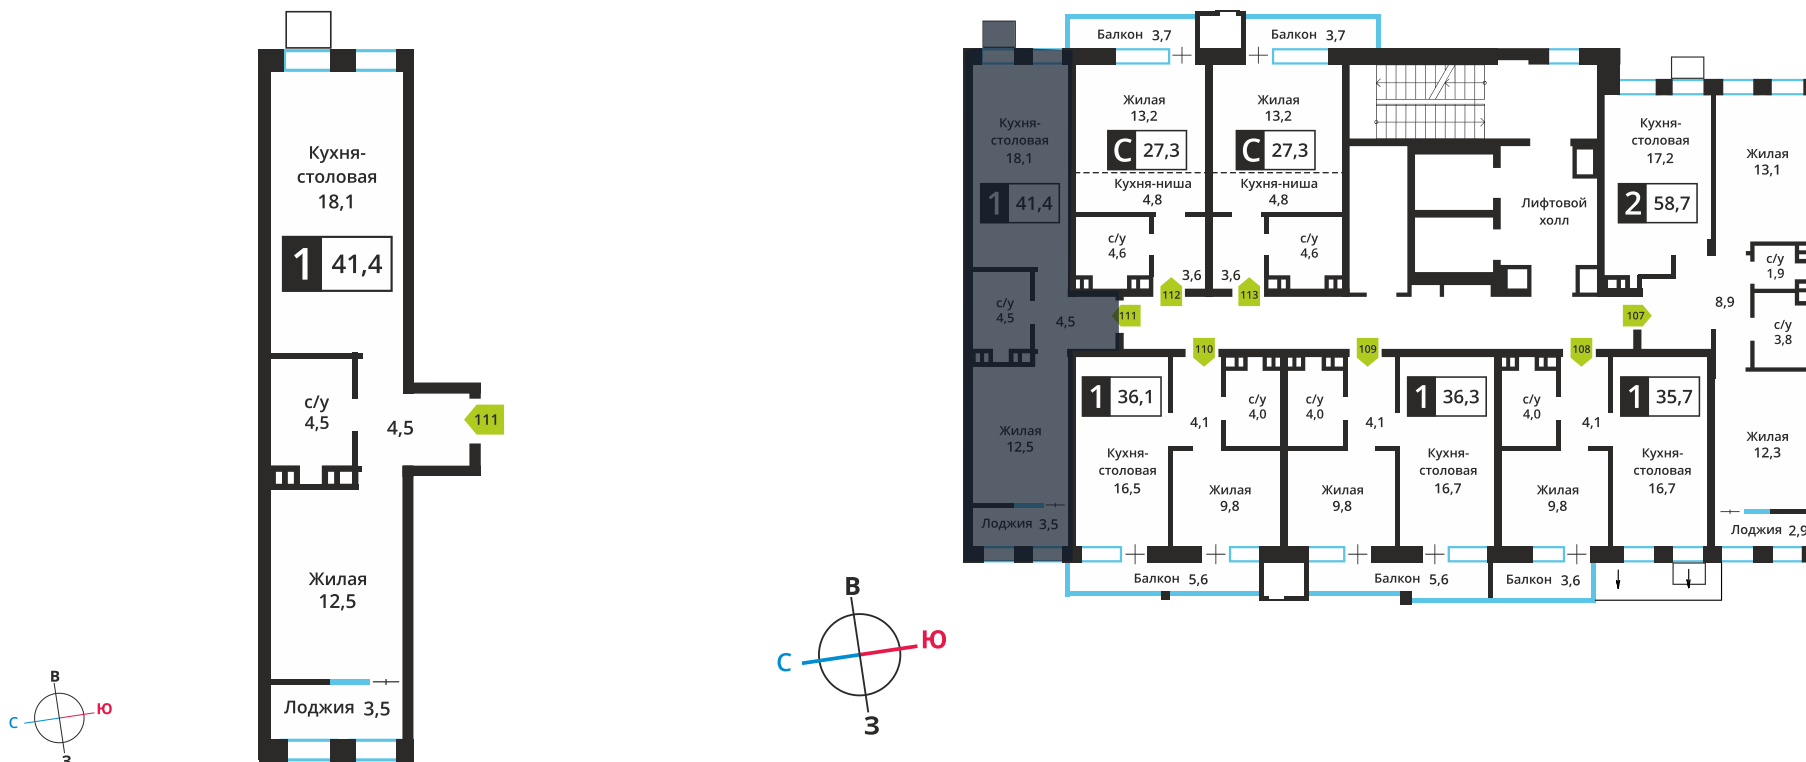 Кухня-
столовая
18,1
1 41,4
с/у
4,5
4,5
111
Жилая
12,5
Лоджия 3,5
В
С
Ю
З
Балкон 3,7
Балкон 3,7
Кухня-
столовая
18,1
1 41,4
с/у
4,5
4,5
111
Жилая
12,5
Лоджия 3,5
Жилая
13,2
С 27,3
Кухня-ниша
4,8
с/у
4,6
3,6
112
Жилая
13,2
С 27,3
Кухня-ниша
4,8
с/у
4,6
3,6
113
Лифтовой
холл
Кухня-
столовая
17,2
2 58,7
Жилая
13,1
с/у
1,9
8,9
107
с/у
3,8
Жилая
12,3
Лоджия 2,9
110
1 36,1
с/у
4,0
4,1
Кухня-
столовая
16,5
Жилая
9,8
109
с/у
4,0
4,1
1 36,3
Кухня-
столовая
16,7
Жилая
9,8
108
с/у
4,0
4,1
1 35,7
Кухня-
столовая
16,7
Жилая
9,8
Балкон 5,6
Балкон 5,6
Балкон 3,6
В
С
Ю
З